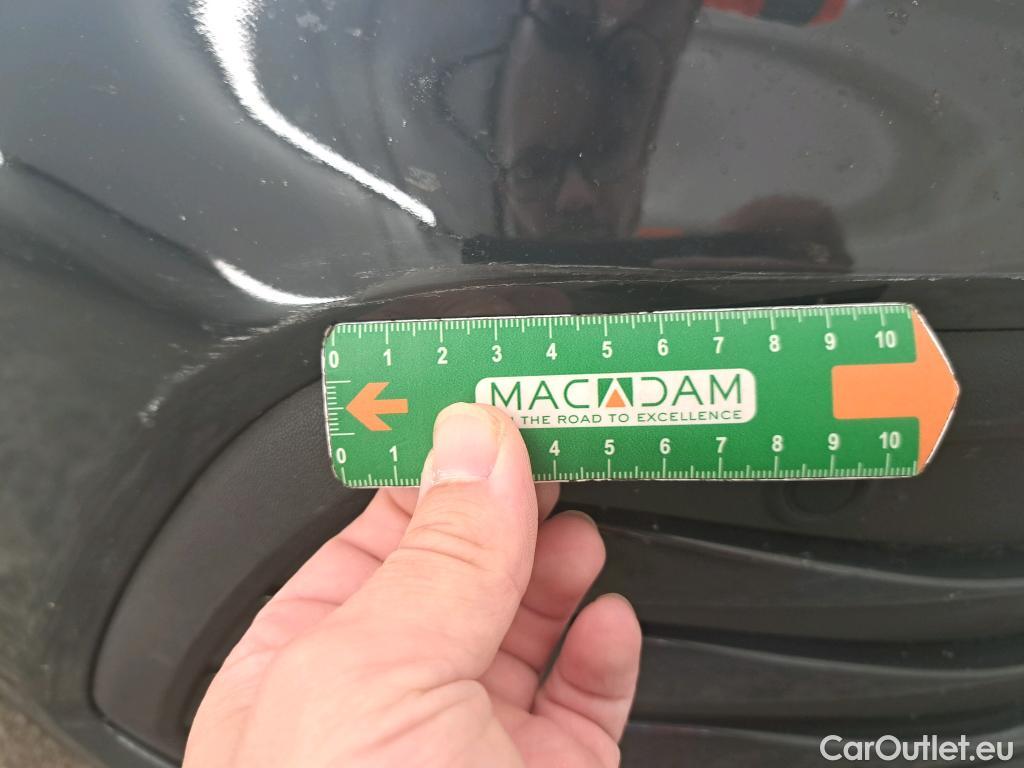 0 1 2 3 4 5 6 7 8 9 10
MACADAM
THE ROAD TO EXCELLENCE
0 1 4 5 6 7 8 9 10
CarOutlet.eu